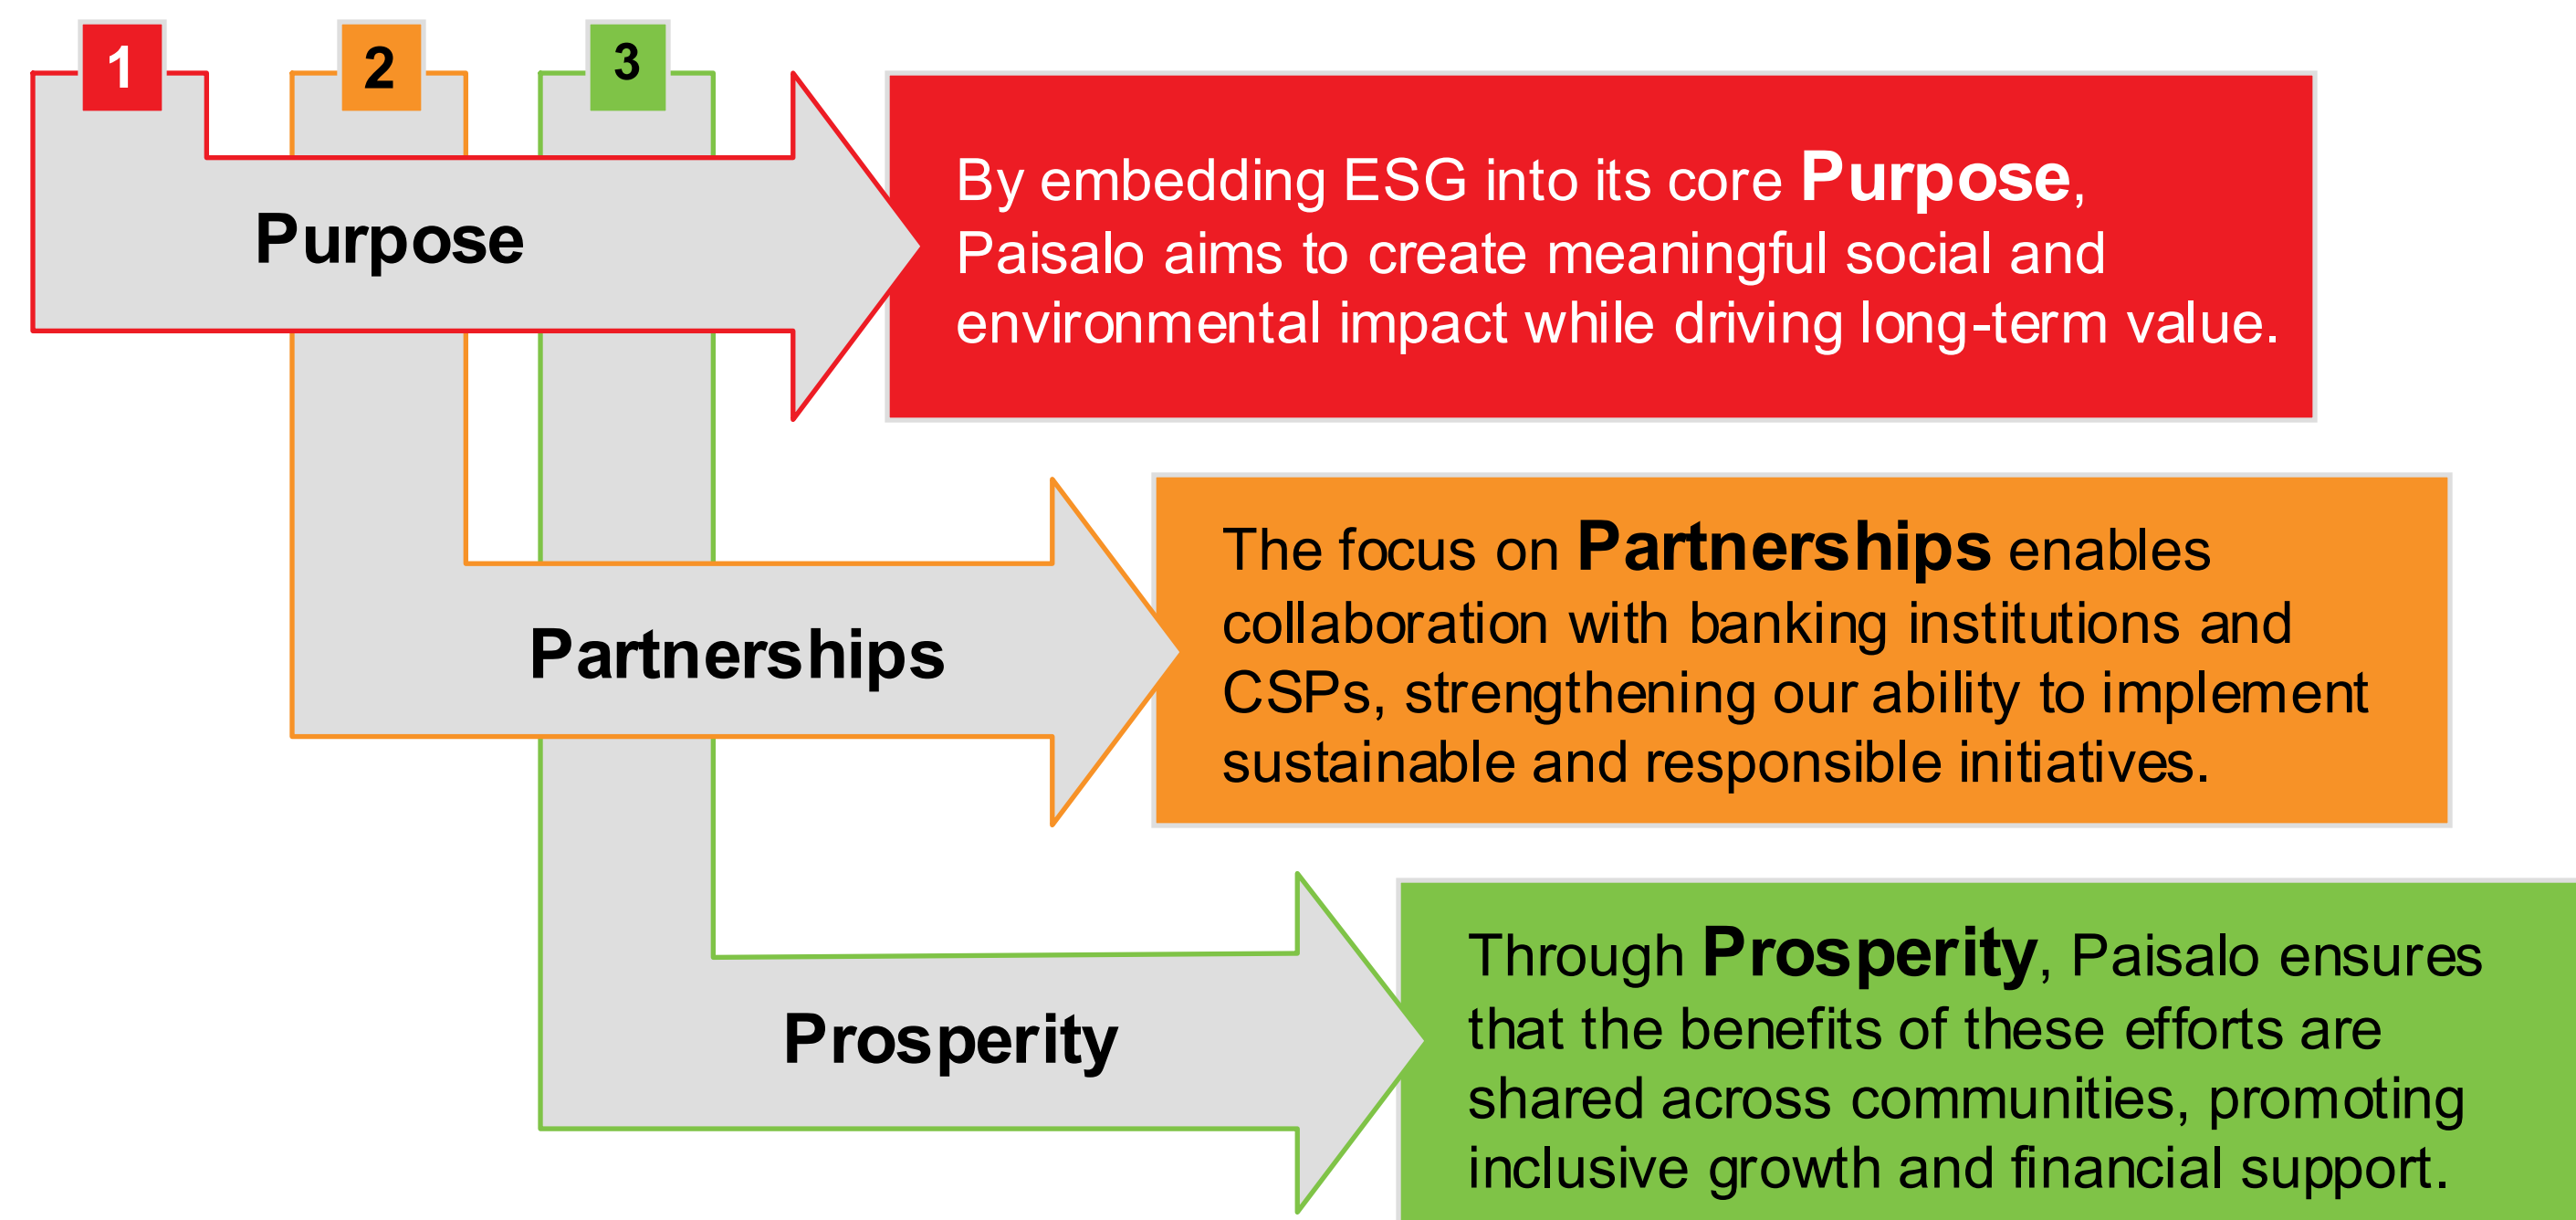 1
2
3
Purpose
By embedding ESG into its core Purpose,
Paisalo aims to create meaningful social and
environmental impact while driving long-term value.
Partnerships
The focus on Partnerships enables
collaboration with banking institutions and
CSPs, strengthening our ability to implement
sustainable and responsible initiatives.
Prosperity
Through Prosperity, Paisalo ensures
that the benefits of these efforts are
shared across communities, promoting
inclusive growth and financial support.